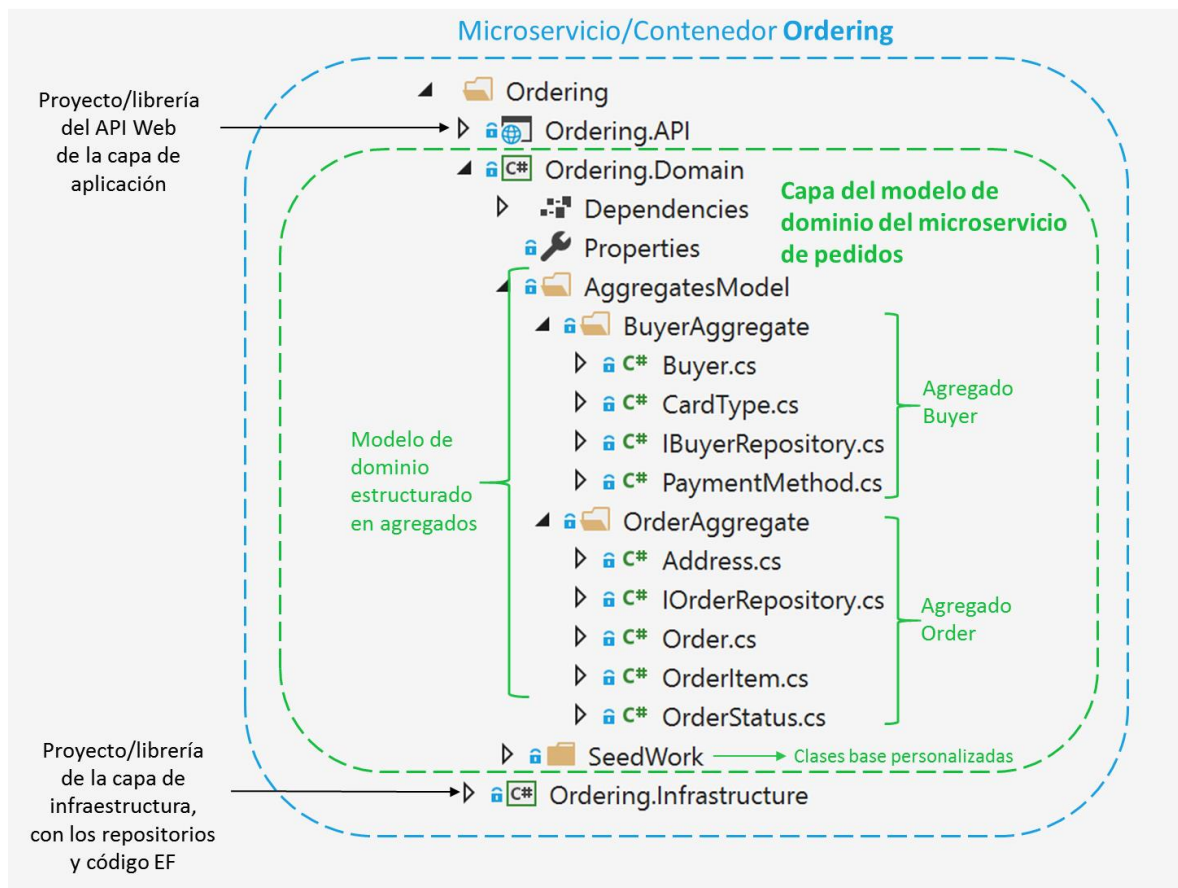 Microservicio/Contenedor Ordering
Proyecto/librería
del API Web
de la capa de
aplicación
Ordering
Ordering.API
C# Ordering.Domain
Capa del modelo de
dominio del microservicio
de pedidos
Dependencies
Properties
AggregatesModel
BuyerAggregate
C# Buyer.cs
C# CardType.cs
C# IBuyerRepository.cs
C# PaymentMethod.cs
Agregado
Buyer
Modelo de
dominio
estructurado
en agregados
OrderAggregate
C# Address.cs
C# IOrderRepository.cs
C# Order.cs
C# OrderItem.cs
C# OrderStatus.cs
Agregado
Order
SeedWork
Clases base personalizadas
Proyecto/librería
de la capa de
infraestructura,
con los repositorios
y código EF
C# Ordering.Infrastructure